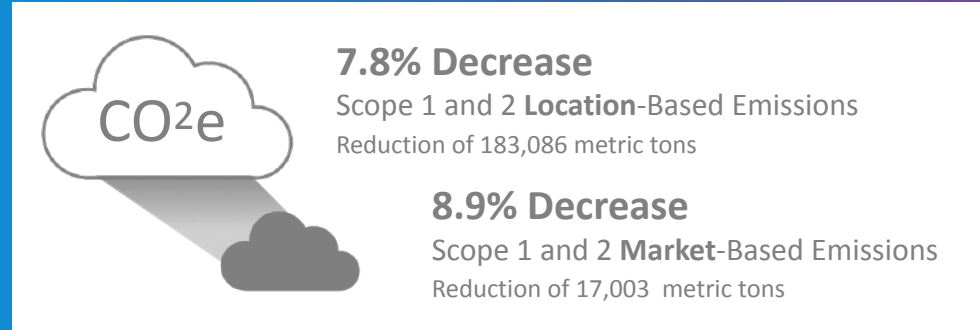 CO²e
7.8% Decrease
Scope 1 and 2 Location-Based Emissions
Reduction of 183,086 metric tons
8.9% Decrease
Scope 1 and 2 Market-Based Emissions
Reduction of 17,003 metric tons